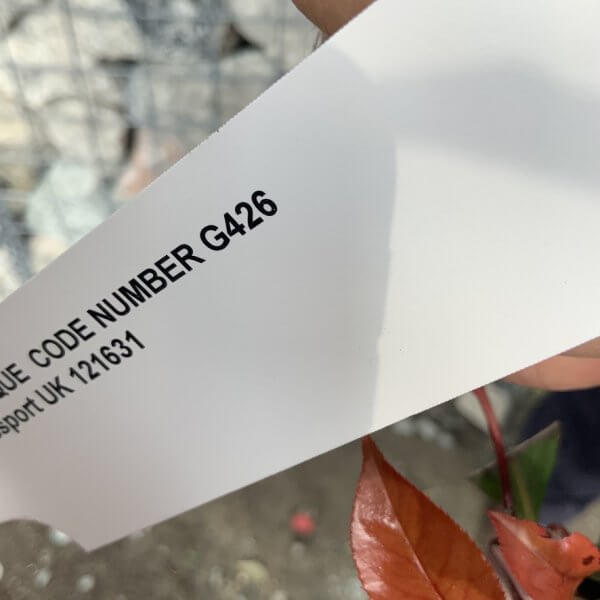 QUE CODE NUMBER G426
sport UK 121631